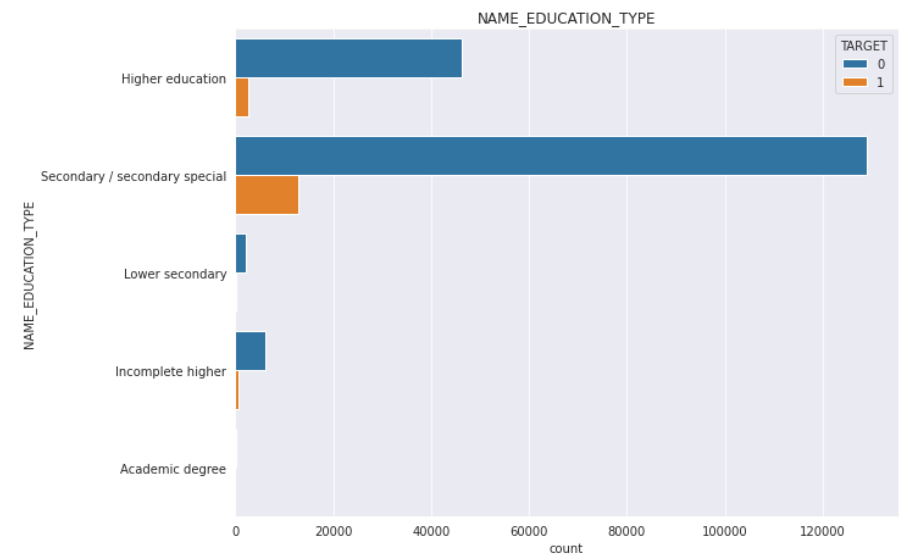 NAME_EDUCATION_TYPE
TARGET
0
1
Higher education
Secondary / secondary special
Lower secondary
Incomplete higher
Academic degree
NAME_EDUCATION_TYPE
0 20000 40000 60000 80000 100000 120000
count